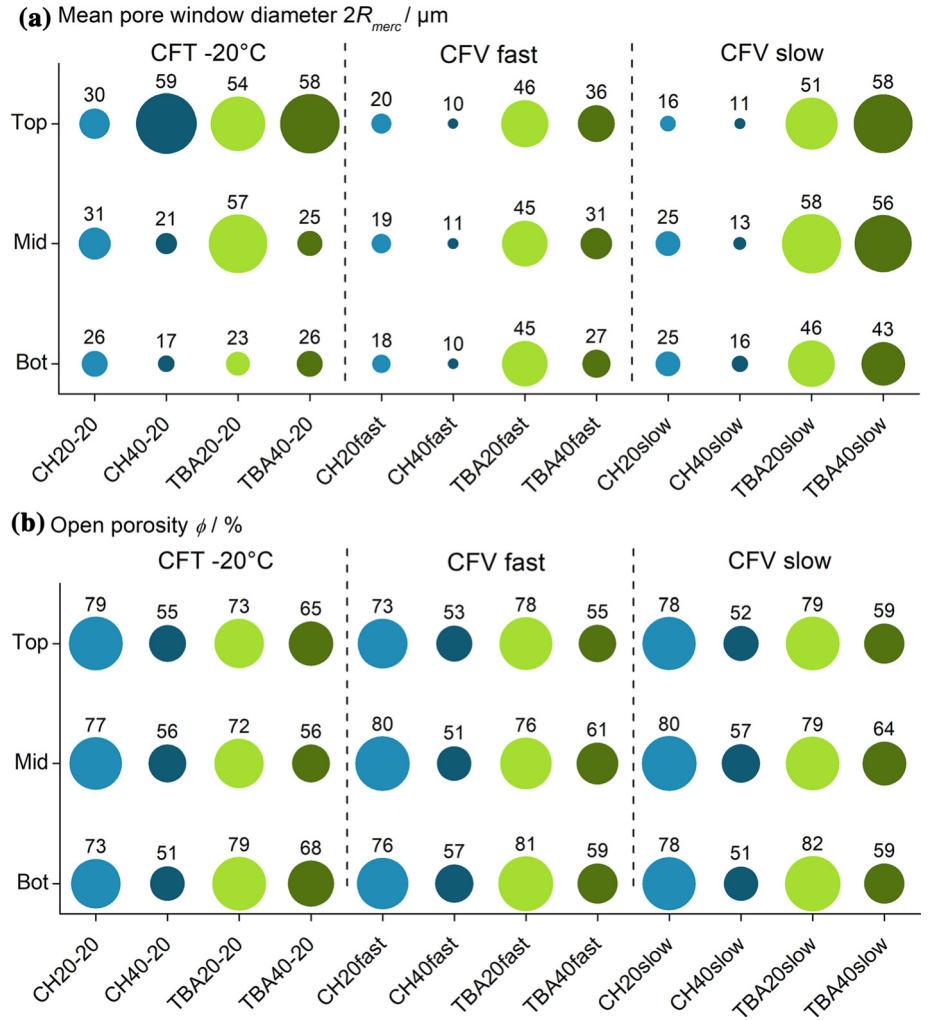 (a) Mean pore window diameter 2R_merc / µm
CFT -20°C CFV fast CFV slow
30 59 54 58 20 10 46 36 16 11 51 58
Top
31 21 57 25 19 11 45 31 25 13 58 56
Mid
26 17 23 26 18 10 45 27 25 16 46 43
Bot
CH20-20 CH40-20 TBA20-20 TBA40-20 CH20fast CH40fast TBA20fast TBA40fast CH20slow CH40slow TBA20slow TBA40slow
(b) Open porosity ϕ / %
CFT -20°C CFV fast CFV slow
79 55 73 65 73 53 78 55 78 52 79 59
Top
77 56 72 56 80 51 76 61 80 57 79 64
Mid
73 51 79 68 76 57 81 59 78 51 82 59
Bot
CH20-20 CH40-20 TBA20-20 TBA40-20 CH20fast CH40fast TBA20fast TBA40fast CH20slow CH40slow TBA20slow TBA40slow